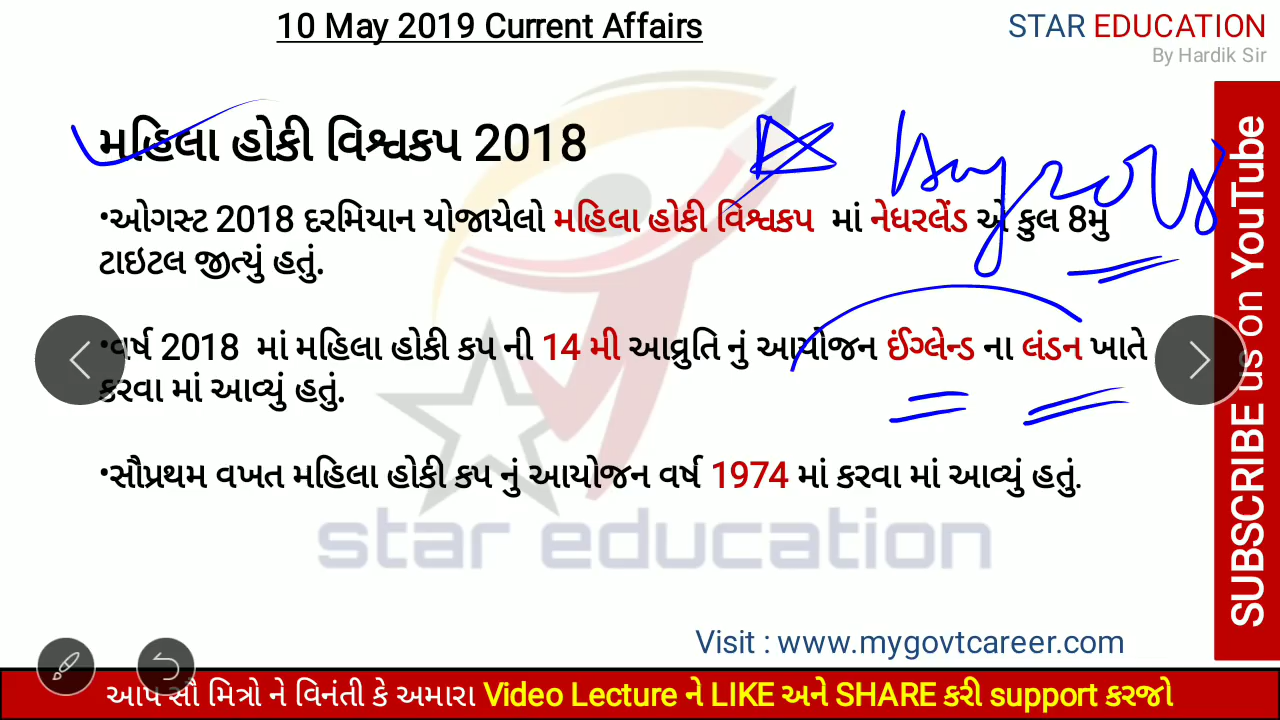 10 May 2019 Current Affairs
STAR EDUCATION
By Hardik Sir
મહિલા હોકી વિશ્વકપ 2018
•ઓગસ્ટ 2018 દરમિયાન યોજાયેલો મહિલા હોકી વિશ્વકપ માં નેધરલેંડ એ કુલ 8મુ
ટાઇટલ જીત્યું હતું.
•વર્ષ 2018 માં મહિલા હોકી કપ ની 14 મી આવ્રુતિ નું આયોજન ઈંગ્લેન્ડ ના લંડન ખાતે
કરવા માં આવ્યું હતું.
•સૌપ્રથમ વખત મહિલા હોકી કપ નું આયોજન વર્ષ 1974 માં કરવા માં આવ્યું હતું.
star education
Visit : www.mygovtcareer.com
SUBSCRIBE us on YouTube
આપ સૌ મિત્રો ને વિનંતી કે અમારા Video Lecture ને LIKE અને SHARE કરી support કરજો